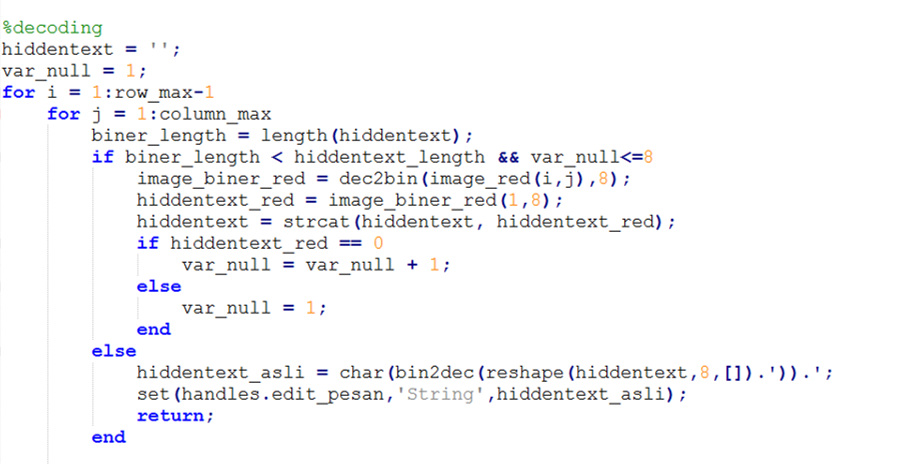 %decoding
hiddentext = '';
var_null = 1;
for i = 1:row_max-1
    for j = 1:column_max
        biner_length = length(hiddentext);
        if biner_length < hiddentext_length && var_null<=8
            image_biner_red = dec2bin(image_red(i,j),8);
            hiddentext_red = image_biner_red(1,8);
            hiddentext = strcat(hiddentext, hiddentext_red);
            if hiddentext_red == 0
                var_null = var_null + 1;
            else
                var_null = 1;
            end
        else
            hiddentext_asli = char(bin2dec(reshape(hiddentext,8,[]).')).';
            set(handles.edit_pesan,'String',hiddentext_asli);
            return;
        end